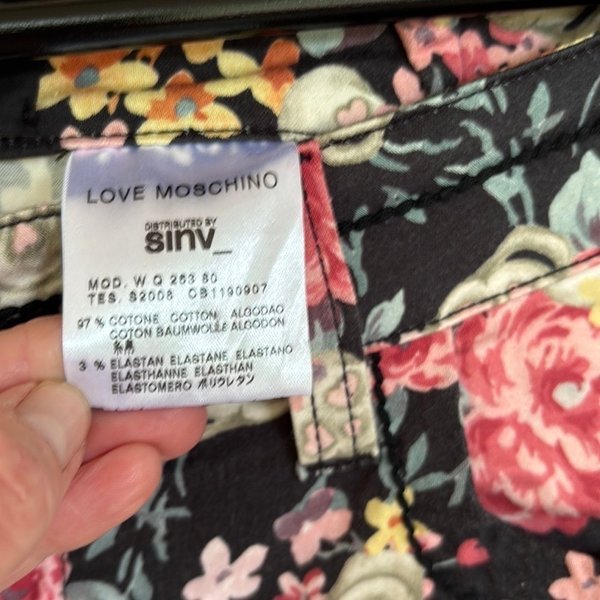 LOVE MOSCHINO
DISTRIBUTED BY
sinv_
MOD. W Q 263 80
TES. S2008 CB1190907
97 % COTONE COTTON ALGODAO
COTON BAUMWOLLE ALGODON
綿
3 % ELASTAN ELASTANE ELASTANO
ELASTHANNE ELASTHAN
ELASTOMERO ポリウレタン